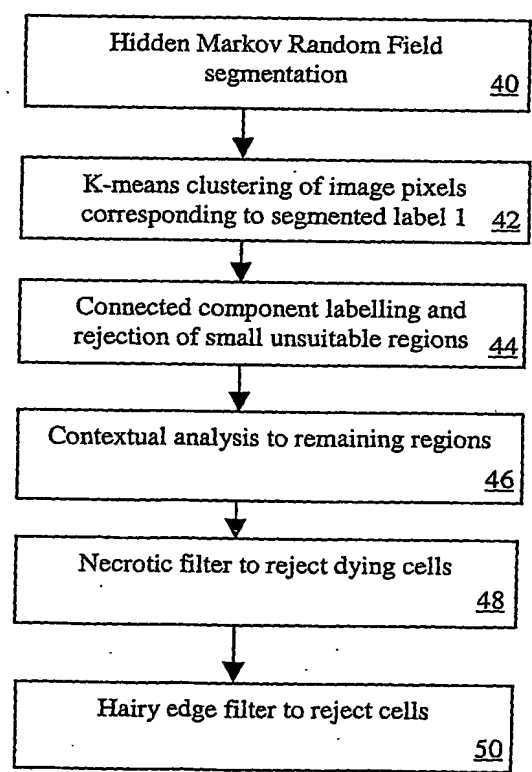 Hidden Markov Random Field
segmentation
40
K-means clustering of image pixels
corresponding to segmented label 1
42
Connected component labelling and
rejection of small unsuitable regions
44
Contextual analysis to remaining regions
46
Necrotic filter to reject dying cells
48
Hairy edge filter to reject cells
50